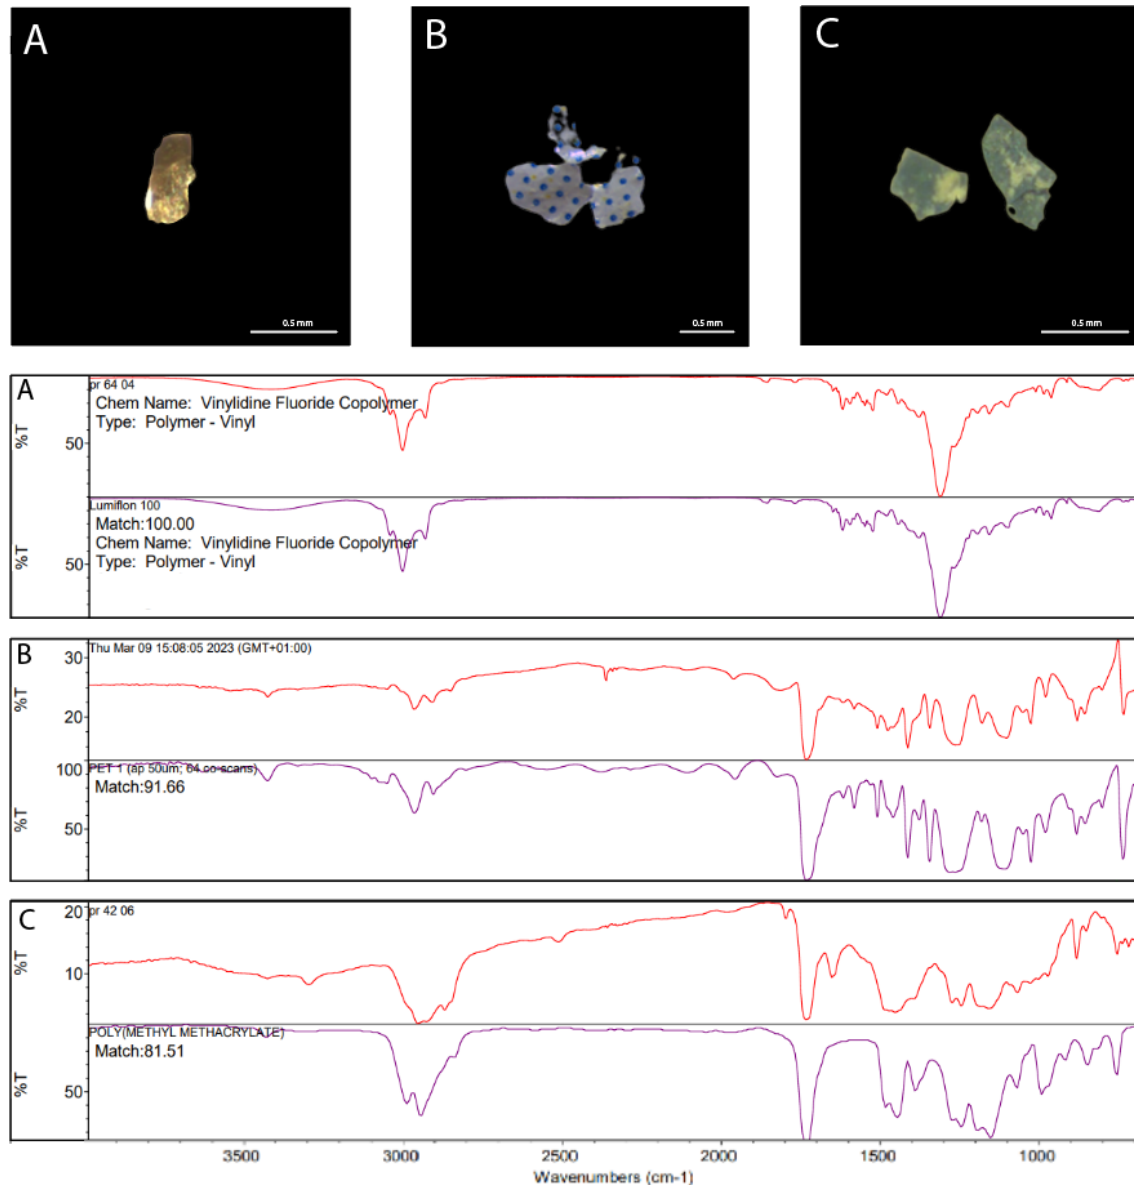 A
B
C
0.5 mm
0.5 mm
0.5 mm
A
pr 64 04
Chem Name: Vinylidine Fluoride Copolymer
Type: Polymer - Vinyl
%T
50
Lumiflon 100
Match:100.00
Chem Name: Vinylidine Fluoride Copolymer
Type: Polymer - Vinyl
%T
50
B
Thu Mar 09 15:08:05 2023 (GMT+01:00)
30
%T
20
PET 1 (ap 50um; 64 co-scans)
100
Match:91.66
%T
50
C
pr 42 06
20
%T
10
POLY(METHYL METHACRYLATE)
Match:81.51
%T
50
3500 3000 2500 2000 1500 1000
Wavenumbers (cm-1)